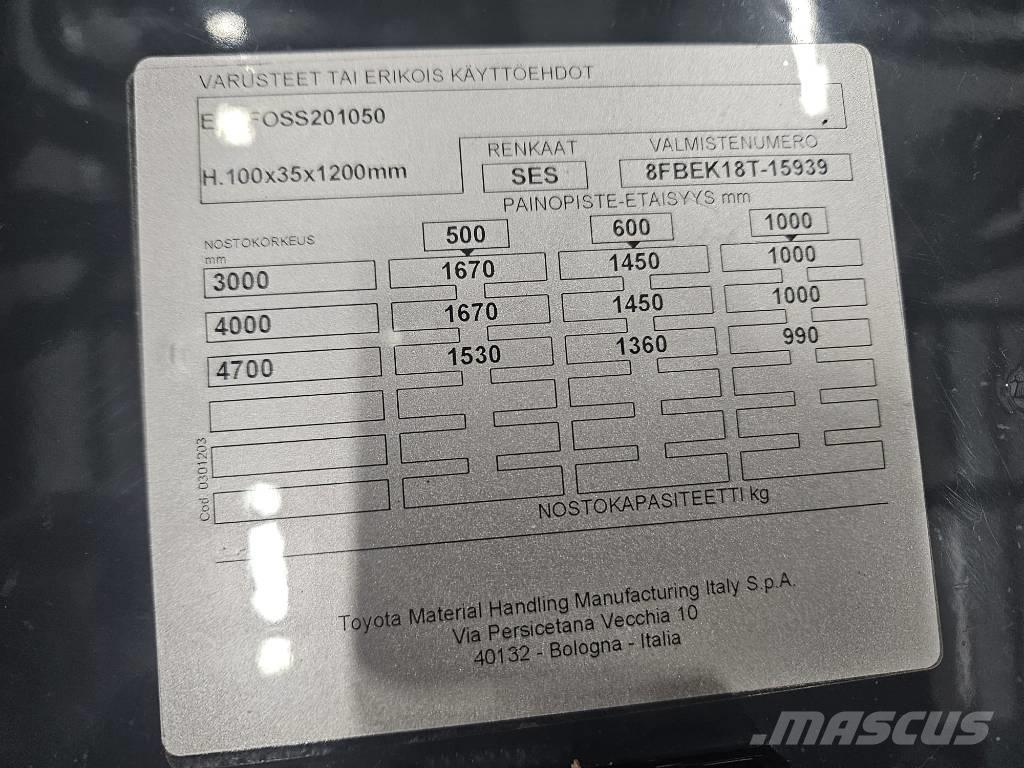 VARUSTEET TAI ERIKOIS KÄYTTÖEHDOT
H.100x35x1200mm
RENKAAT
SES
VALMISTENUMERO
8FBEK18T-15939
PAINOPISTE-ETAISYYS mm
NOSTOKORKEUS
mm
500 600 1000
3000 1670 1450 1000
4000 1670 1450 1000
4700 1530 1360 990
NOSTOKAPASITEETTI kg
Cod 0301203
Toyota Material Handling Manufacturing Italy S.p.A.
Via Persicetana Vecchia 10
40132 - Bologna - Italia
MASCUS